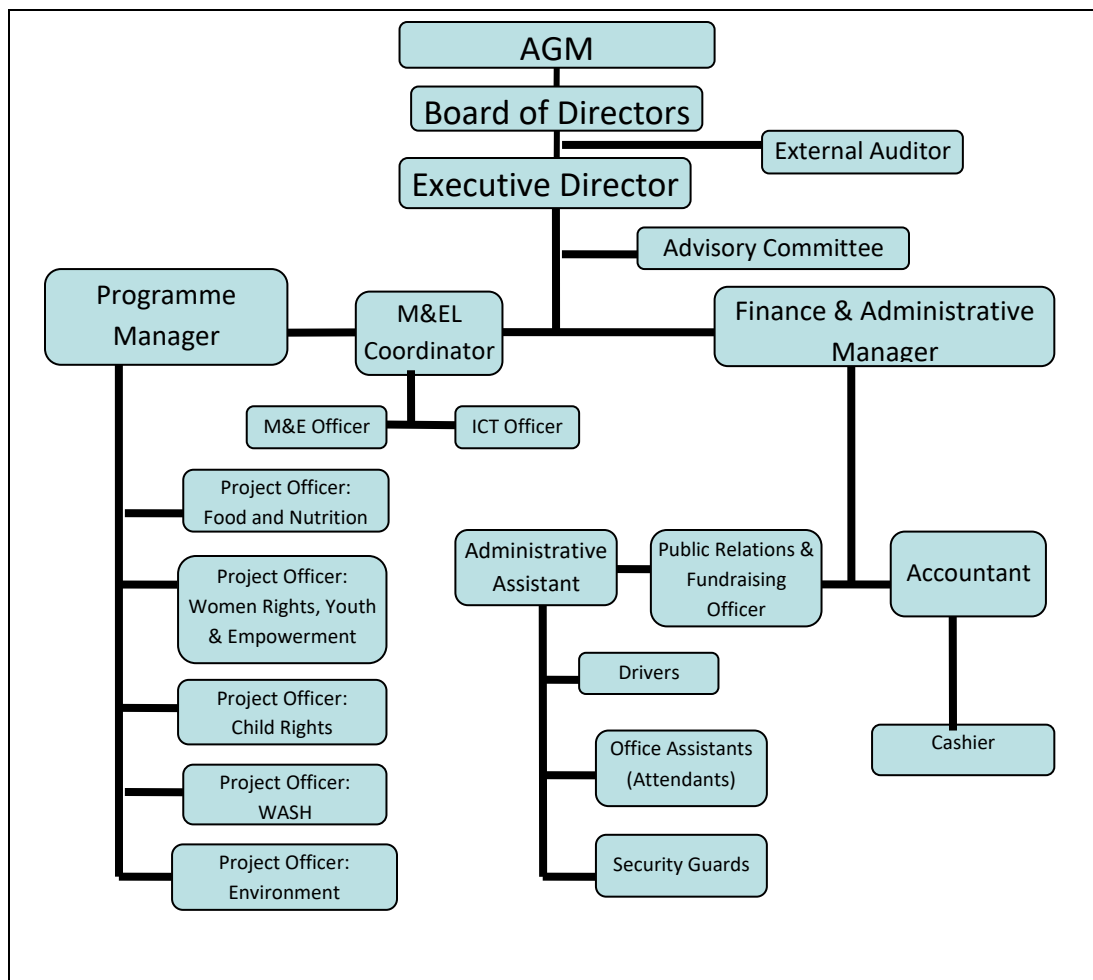 AGM
Board of Directors
External Auditor
Executive Director
Advisory Committee
Programme
Manager
M&EL
Coordinator
Finance & Administrative
Manager
M&E Officer
ICT Officer
Project Officer:
Food and Nutrition
Project Officer:
Women Rights, Youth
& Empowerment
Project Officer:
Child Rights
Project Officer:
WASH
Project Officer:
Environment
Administrative
Assistant
Public Relations &
Fundraising
Officer
Accountant
Drivers
Office Assistants
(Attendants)
Security Guards
Cashier